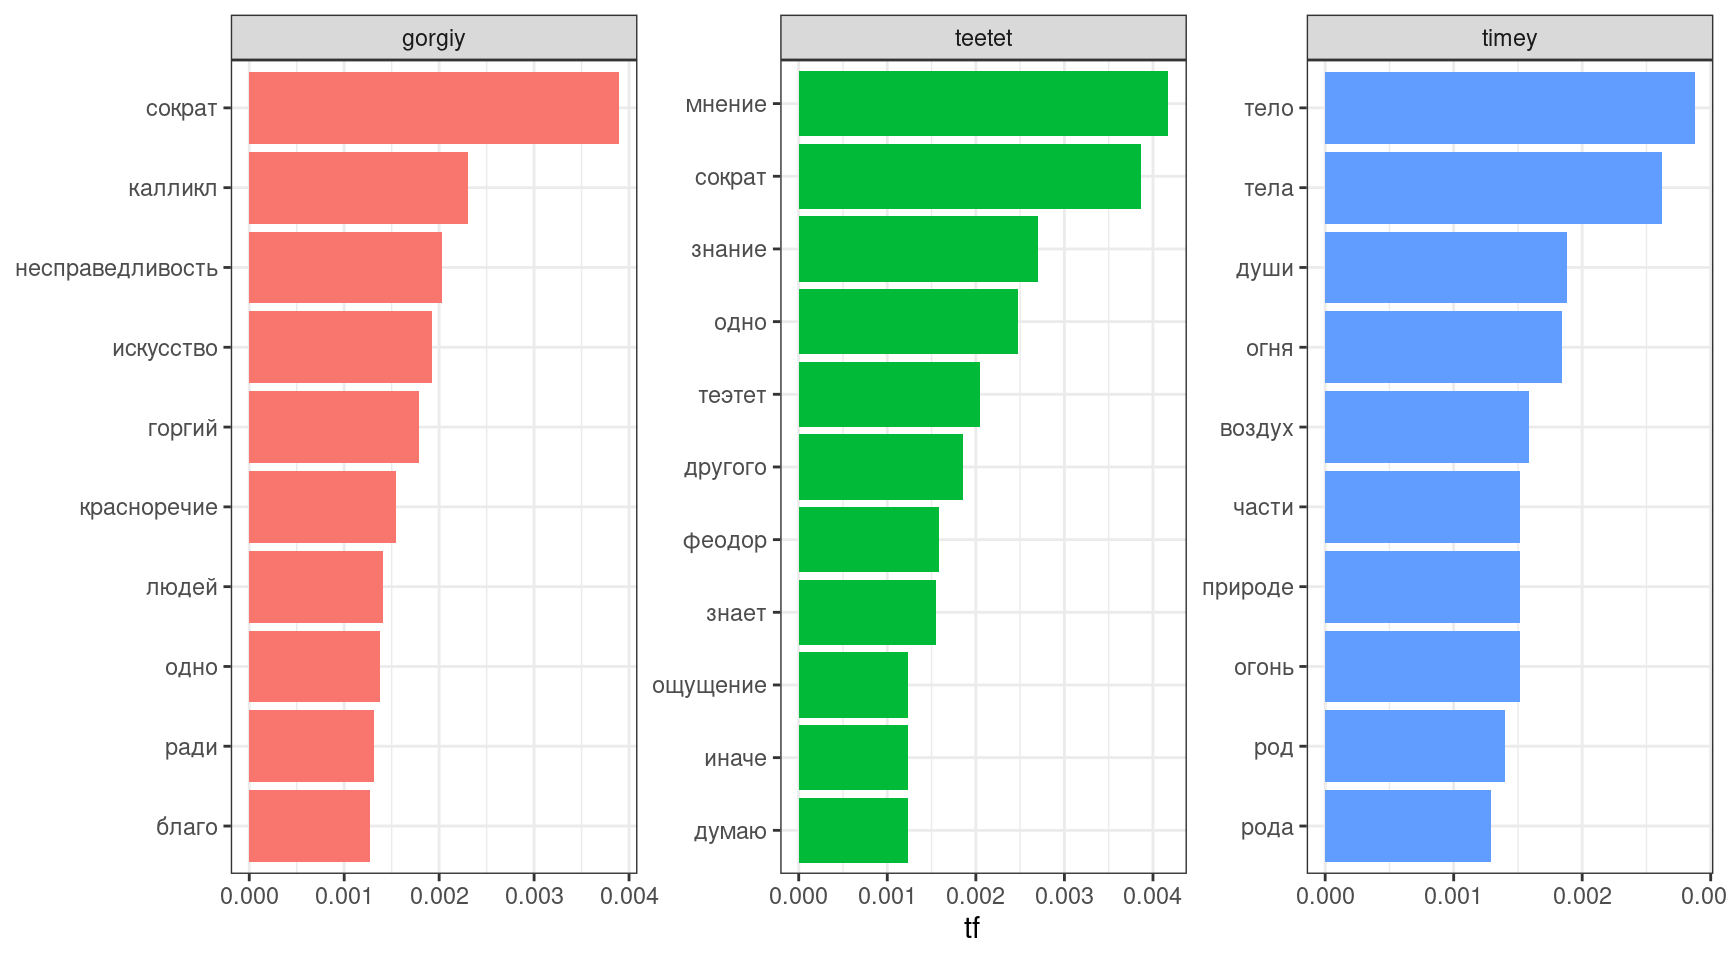 gorgiy
сократ
калликл
несправедливость
искусство
горгий
красноречие
людей
одно
ради
благо
0.000 0.001 0.002 0.003 0.004
teetet
мнение
сократ
знание
одно
теэтет
другого
феодор
знает
ощущение
иначе
думаю
0.000 0.001 0.002 0.003 0.004
timey
тело
тела
души
огня
воздух
части
природе
огонь
род
рода
0.000 0.001 0.002 0.00
tf